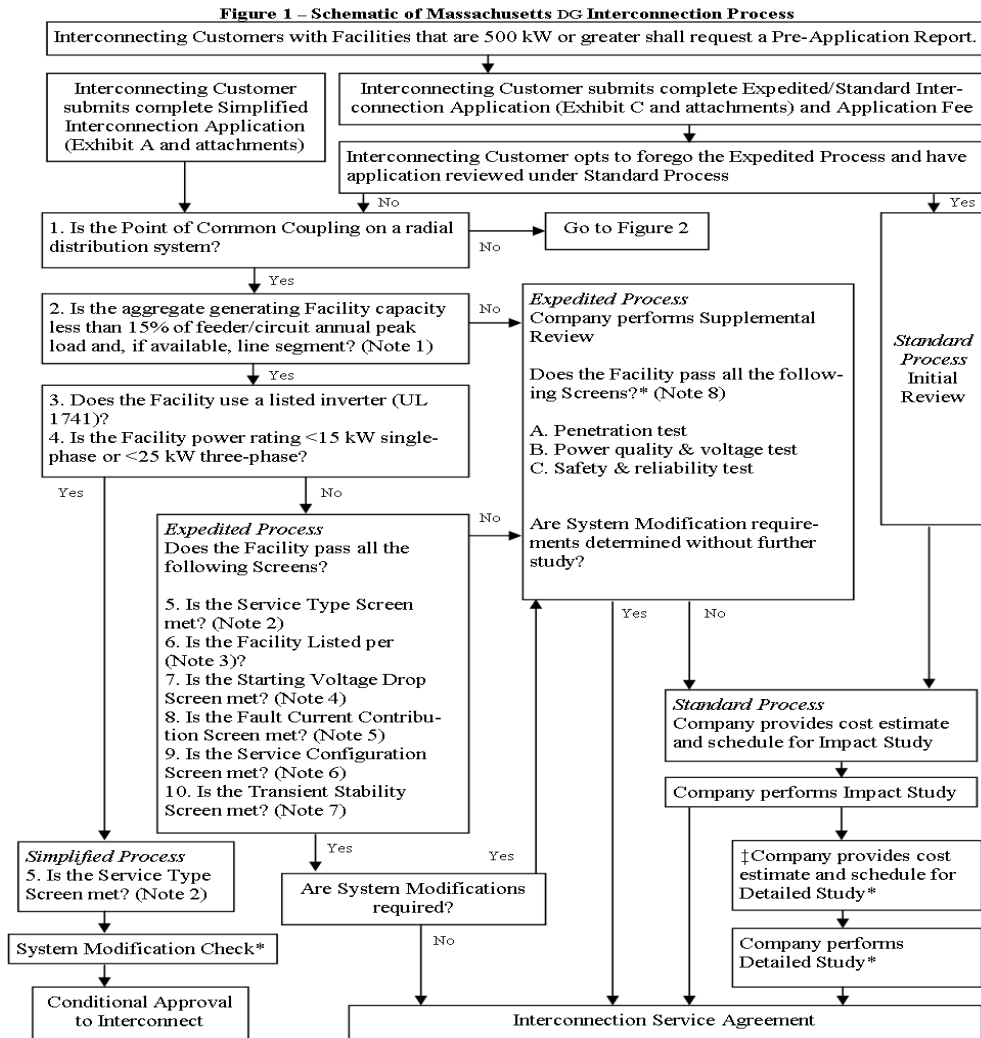 Figure 1 – Schematic of Massachusetts DG Interconnection Process
Interconnecting Customers with Facilities that are 500 kW or greater shall request a Pre-Application Report.
Interconnecting Customer
submits complete Simplified
Interconnection Application
(Exhibit A and attachments)
Interconnecting Customer submits complete Expedited/Standard Inter-
connection Application (Exhibit C and attachments) and Application Fee
Interconnecting Customer opts to forego the Expedited Process and have
application reviewed under Standard Process
No
Yes
1. Is the Point of Common Coupling on a radial
distribution system?
No
Go to Figure 2
Yes
2. Is the aggregate generating Facility capacity
less than 15% of feeder/circuit annual peak
load and, if available, line segment? (Note 1)
No
Yes
3. Does the Facility use a listed inverter (UL
1741)?
4. Is the Facility power rating <15 kW single-
phase or <25 kW three-phase?
Yes
No
Expedited Process
Company performs Supplemental
Review
Does the Facility pass all the follow-
ing Screens?* (Note 8)
A. Penetration test
B. Power quality & voltage test
C. Safety & reliability test
Are System Modification require-
ments determined without further
study?
Yes
No
Standard
Process
Initial
Review
Expedited Process
Does the Facility pass all the
following Screens?
5. Is the Service Type Screen
met? (Note 2)
6. Is the Facility Listed per
(Note 3)?
7. Is the Starting Voltage Drop
Screen met? (Note 4)
8. Is the Fault Current Contribu-
tion Screen met? (Note 5)
9. Is the Service Configuration
Screen met? (Note 6)
10. Is the Transient Stability
Screen met? (Note 7)
No
Yes
Are System Modifications
required?
Yes
No
Standard Process
Company provides cost estimate
and schedule for Impact Study
Company performs Impact Study
‡Company provides cost
estimate and schedule for
Detailed Study*
Company performs
Detailed Study*
Simplified Process
5. Is the Service Type
Screen met? (Note 2)
System Modification Check*
Conditional Approval
to Interconnect
Interconnection Service Agreement